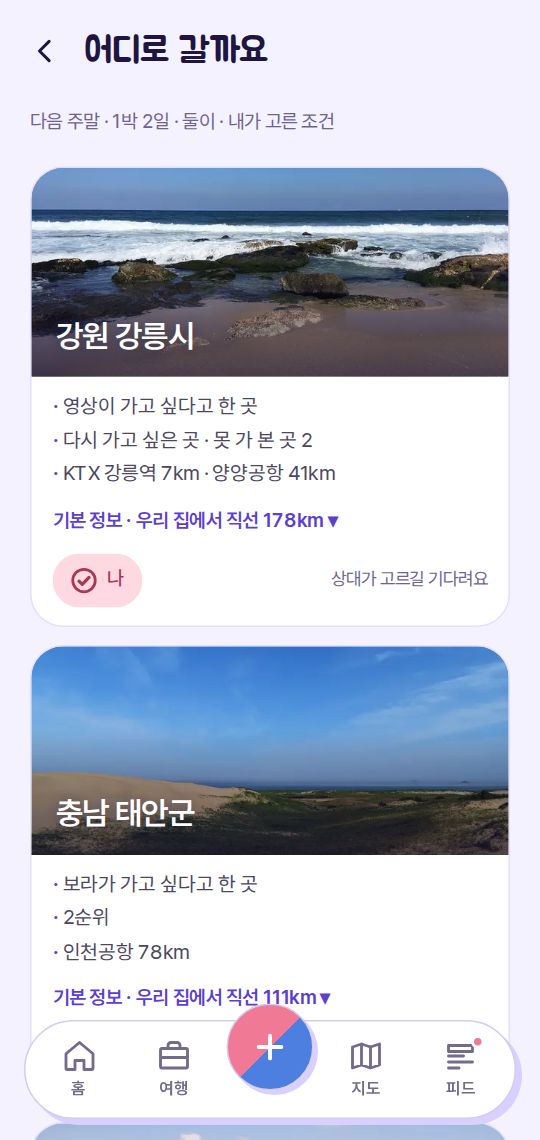 어디로 갈까요
다음 주말 · 1박 2일 · 둘이 · 내가 고른 조건
강원 강릉시
· 영상이 가고 싶다고 한 곳
· 다시 가고 싶은 곳 · 못 가 본 곳 2
· KTX 강릉역 7km · 양양공항 41km
기본 정보 · 우리 집에서 직선 178km ▾
나
상대가 고르길 기다려요
충남 태안군
· 보라가 가고 싶다고 한 곳
· 2순위
· 인천공항 78km
기본 정보 · 우리 집에서 직선 111km ▾
홈
여행
지도
피드